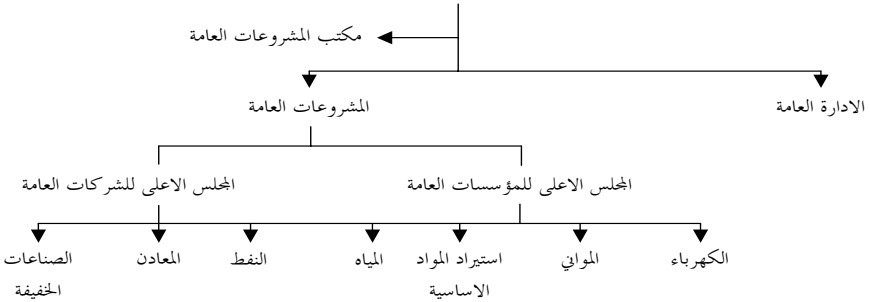 مكتب المشروعات العامة
الادارة العامة
المشروعات العامة
المجلس الاعلى للمؤسسات العامة
المجلس الاعلى للشركات العامة
الكهرباء
المواني
استيراد المواد
الاساسية
المياه
النفط
المعادن
الصناعات
الخفيفة